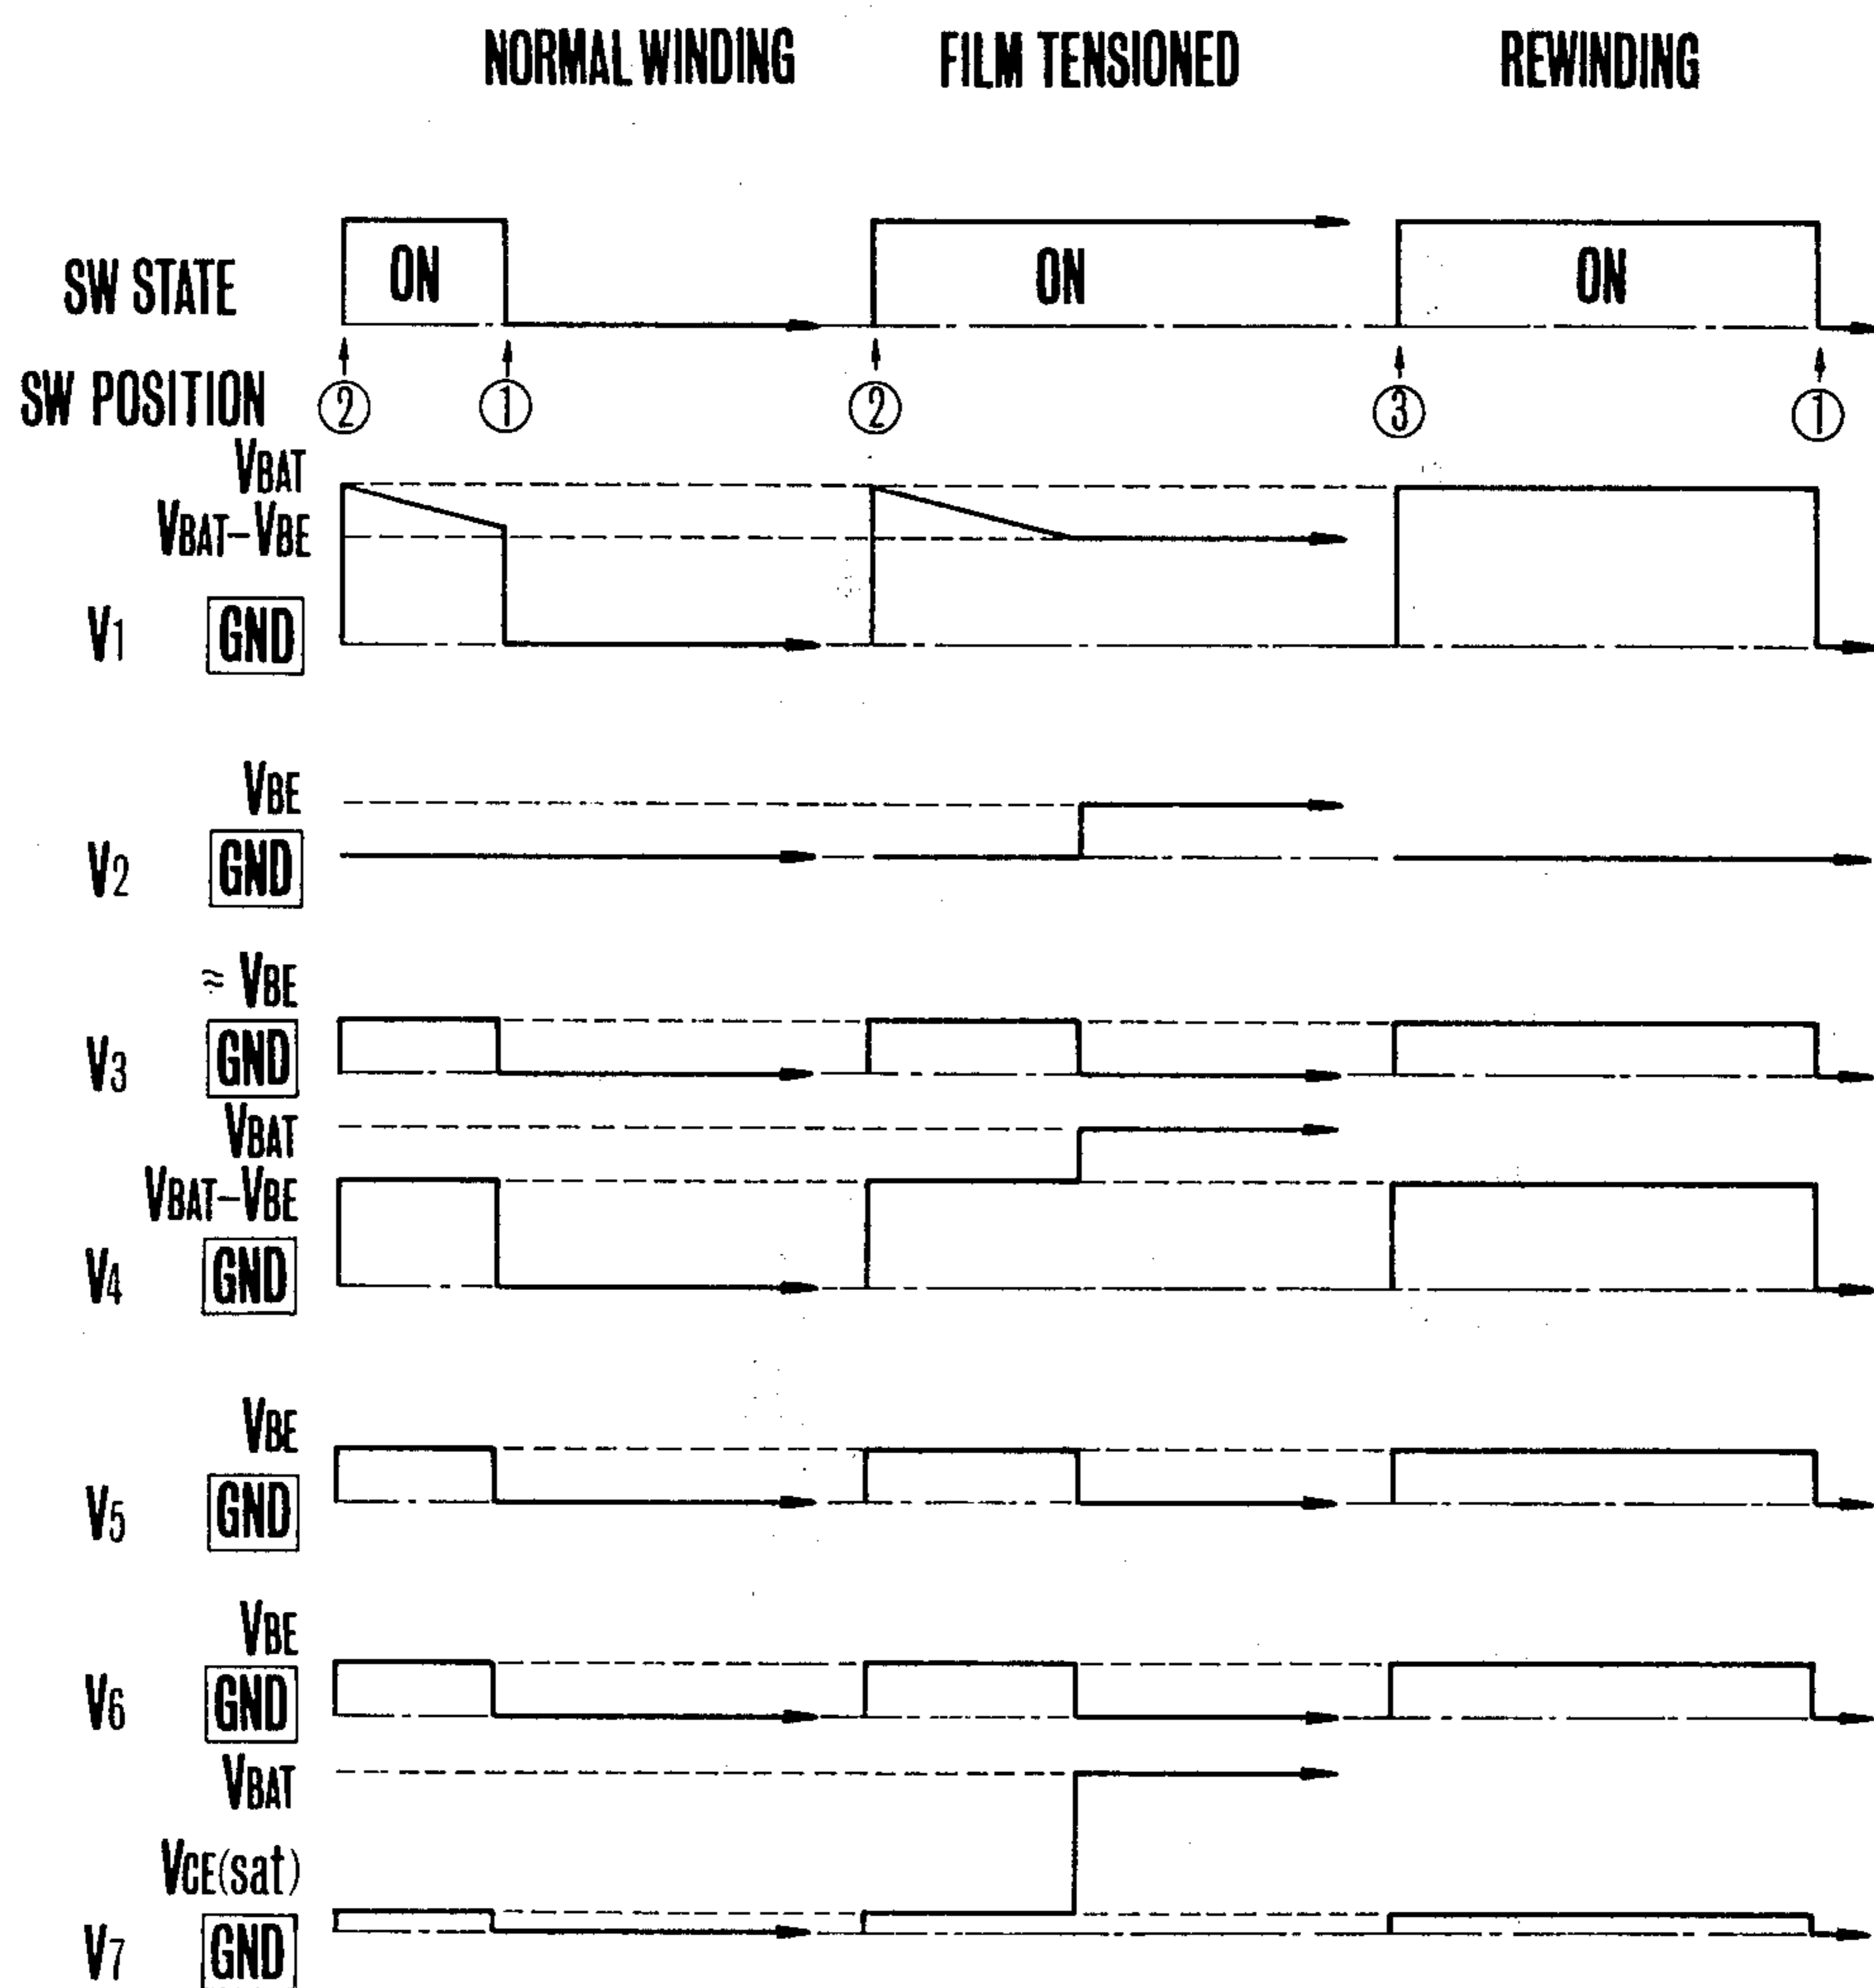 NORMAL WINDING FILM TENSIONED REWINDING
SW STATE ON ON ON
SW POSITION ② ① ② ③ ①
VBAT
VBAT-VBE
V1 GND
VBE
V2 GND
≈ VBE
V3 GND
VBAT
VBAT-VBE
V4 GND
VBE
V5 GND
VBE
V6 GND
VBAT
VCE(sat)
V7 GND